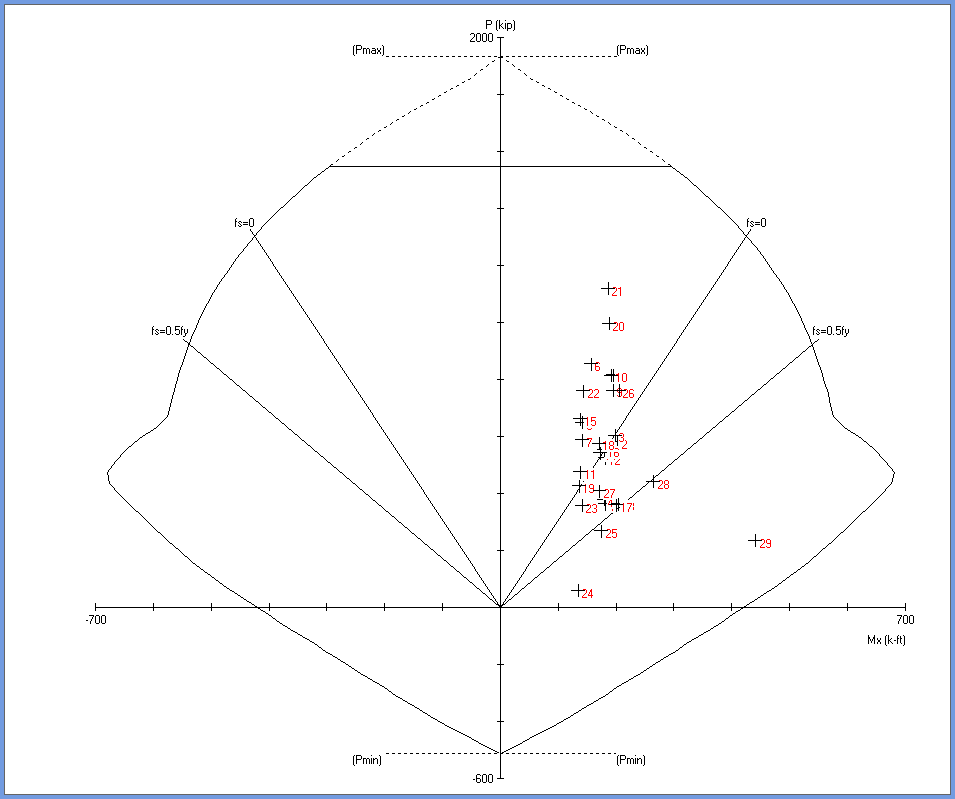 P (kip)
2000
(Pmax) (Pmax)
fs=0 fs=0
21
20
fs=0.5fy fs=0.5fy
6
10
22 9 26
15
7 18 2
16
12
11
19 27 28
23 17
25
29
24
-700 700
Mx (k-ft)
(Pmin) (Pmin)
-600